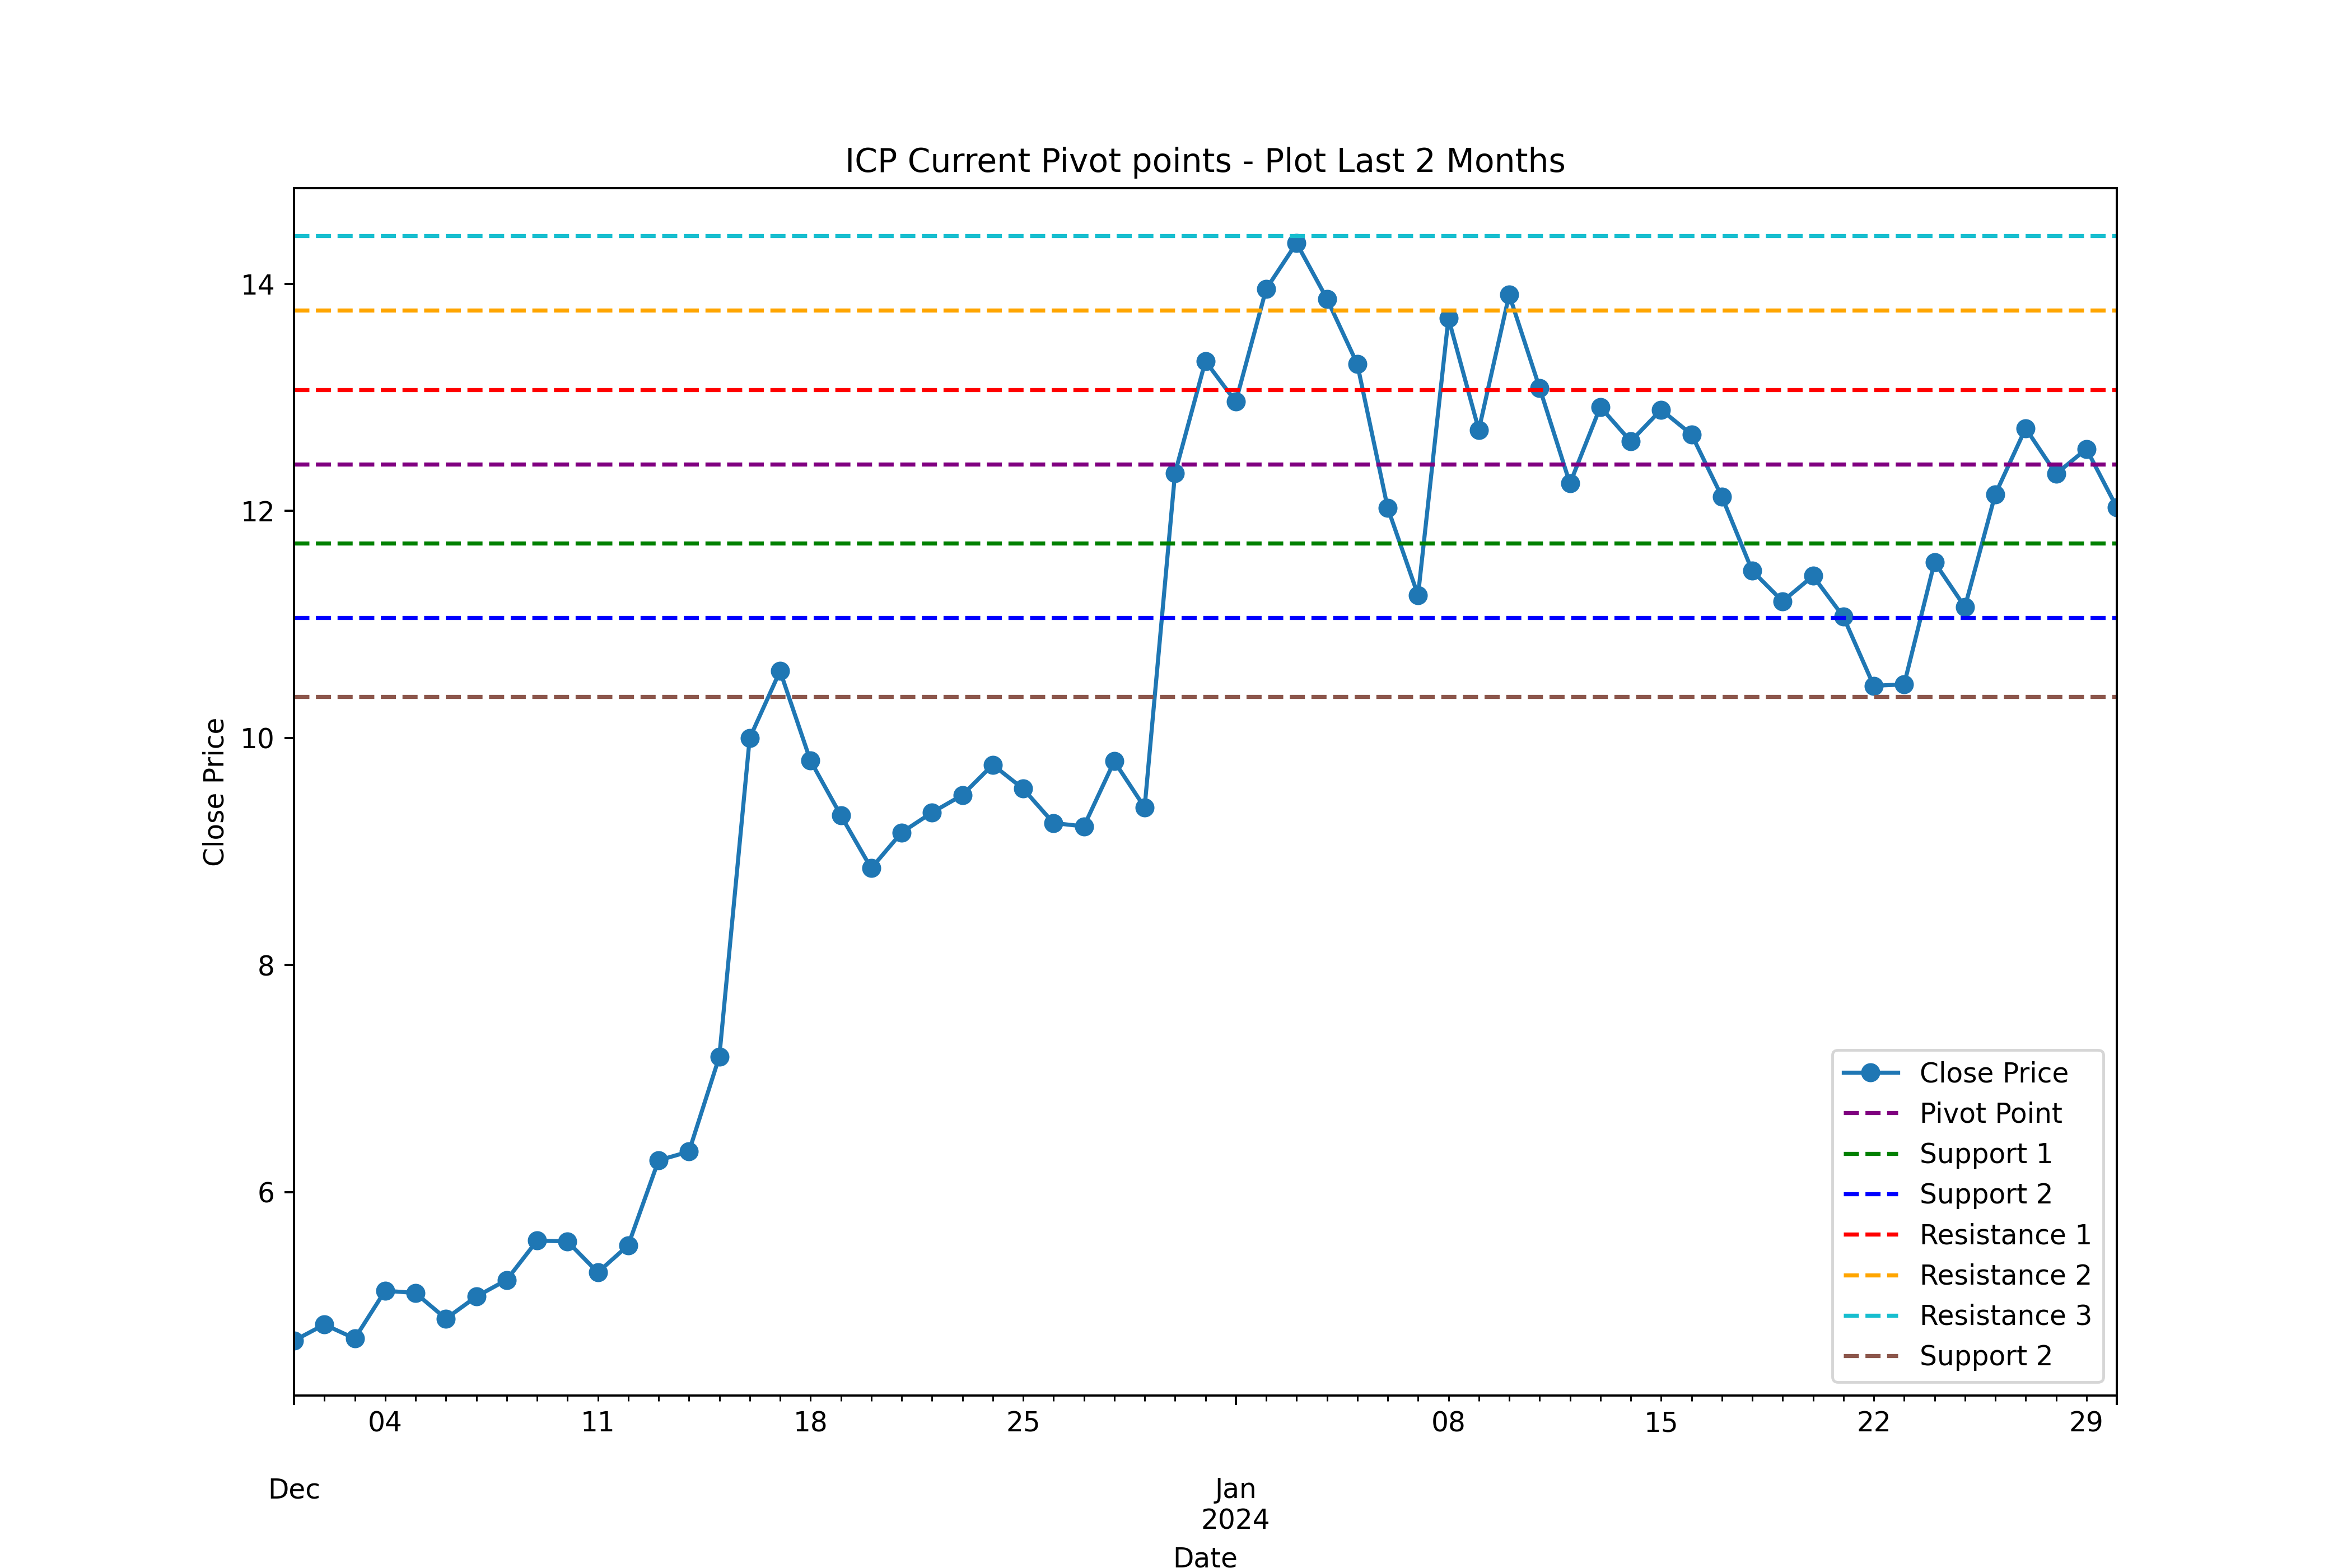 ICP Current Pivot points - Plot Last 2 Months
14
12
10
8
6
Close Price
Close Price
Pivot Point
Support 1
Support 2
Resistance 1
Resistance 2
Resistance 3
Support 2
04 11 18 25 08 15 22 29
Dec Jan
2024
Date